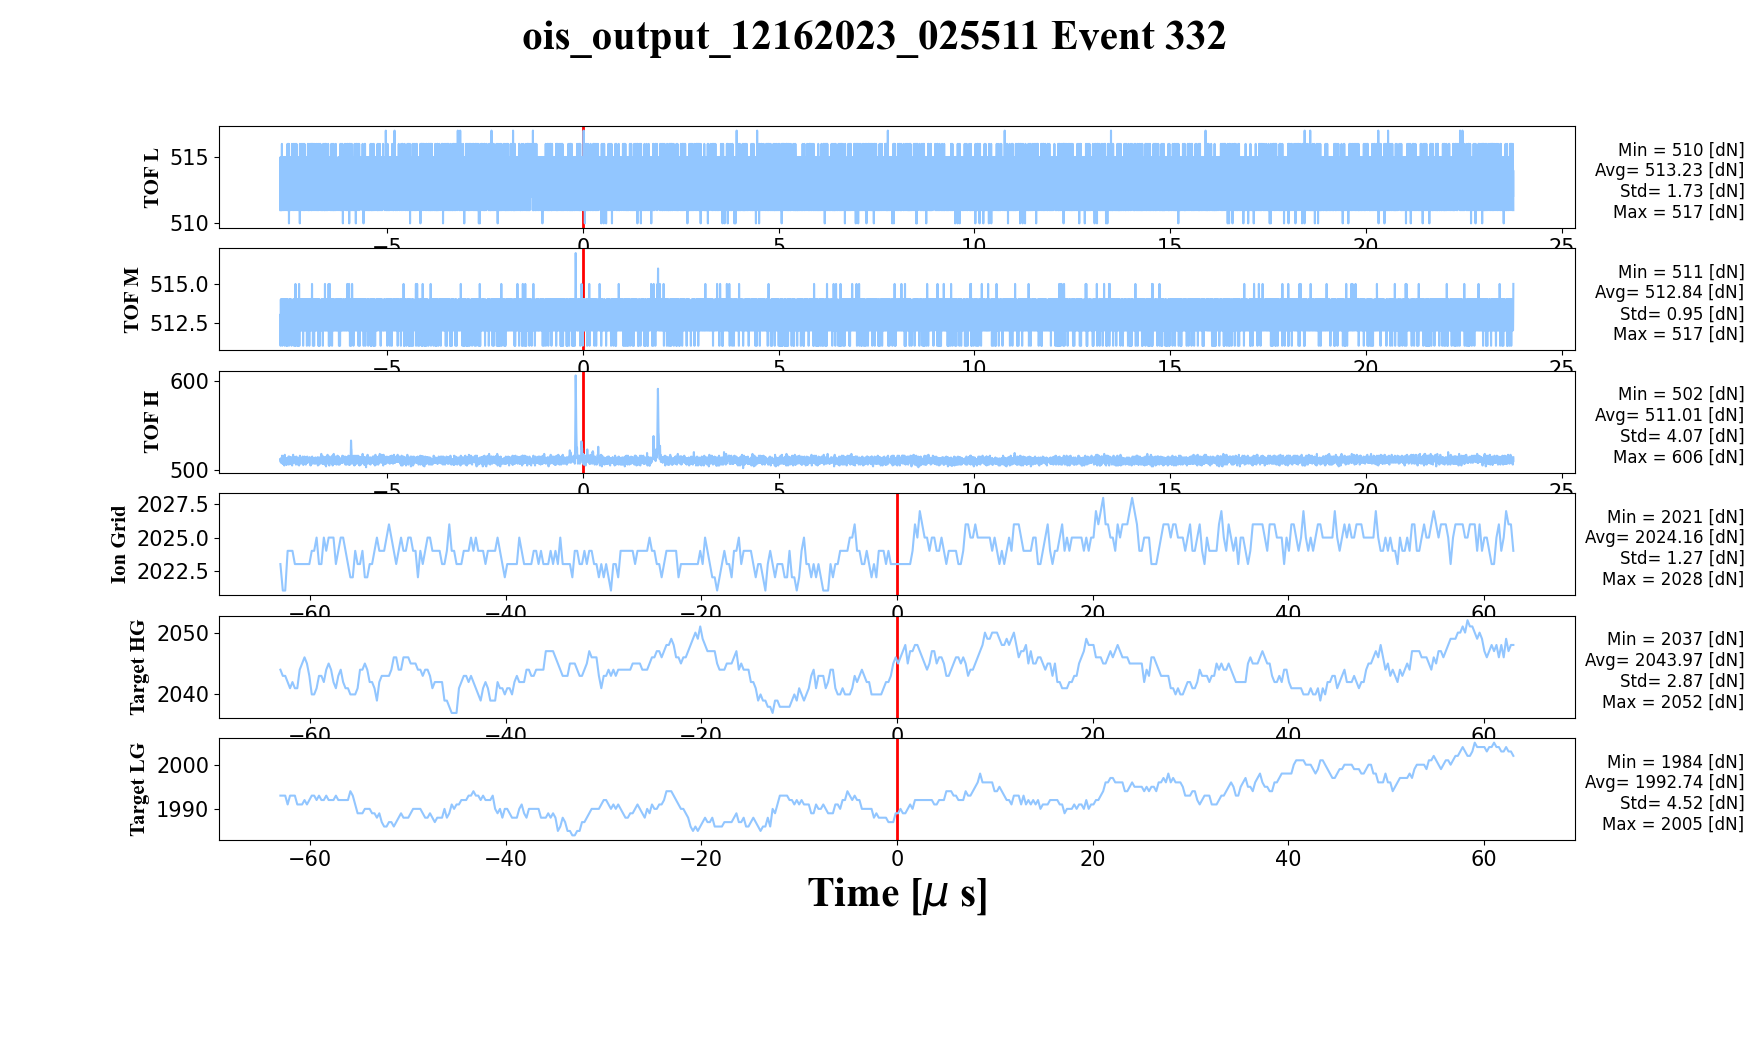 ois_output_12162023_025511 Event 332
TOF L
515
510
−5
0
5
10
15
20
25
Min = 510 [dN]
Avg= 513.23 [dN]
Std= 1.73 [dN]
Max = 517 [dN]
TOF M
515.0
512.5
−5
0
5
10
15
20
25
Min = 511 [dN]
Avg= 512.84 [dN]
Std= 0.95 [dN]
Max = 517 [dN]
TOF H
600
500
−5
0
5
10
15
20
25
Min = 502 [dN]
Avg= 511.01 [dN]
Std= 4.07 [dN]
Max = 606 [dN]
Ion Grid
2027.5
2025.0
2022.5
−60
−40
−20
0
20
40
60
Min = 2021 [dN]
Avg= 2024.16 [dN]
Std= 1.27 [dN]
Max = 2028 [dN]
Target HG
2050
2040
−60
−40
−20
0
20
40
60
Min = 2037 [dN]
Avg= 2043.97 [dN]
Std= 2.87 [dN]
Max = 2052 [dN]
Target LG
2000
1990
−60
−40
−20
0
20
40
60
Min = 1984 [dN]
Avg= 1992.74 [dN]
Std= 4.52 [dN]
Max = 2005 [dN]
Time [μ s]